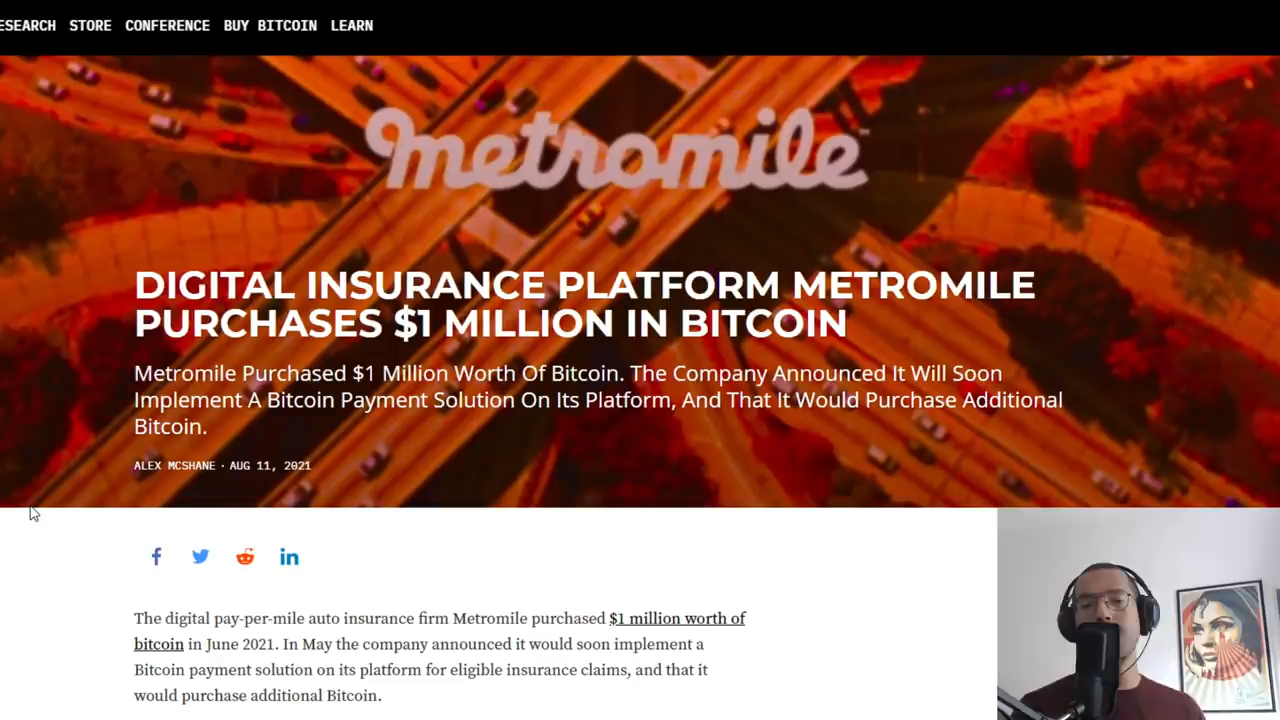 ESEARCH STORE CONFERENCE BUY BITCOIN LEARN
metromile
DIGITAL INSURANCE PLATFORM METROMILE
PURCHASES $1 MILLION IN BITCOIN
Metromile Purchased $1 Million Worth Of Bitcoin. The Company Announced It Will Soon
Implement A Bitcoin Payment Solution On Its Platform, And That It Would Purchase Additional
Bitcoin.
ALEX MCSHANE · AUG 11, 2021
The digital pay-per-mile auto insurance firm Metromile purchased $1 million worth of
bitcoin in June 2021. In May the company announced it would soon implement a
Bitcoin payment solution on its platform for eligible insurance claims, and that it
would purchase additional Bitcoin.